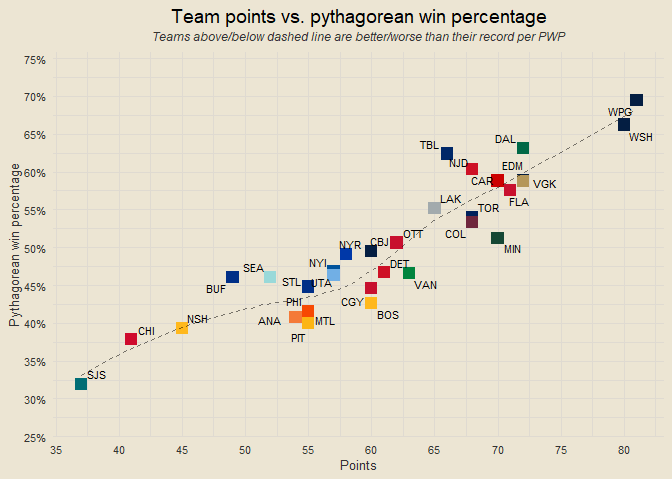 Team points vs. pythagorean win percentage
Teams above/below dashed line are better/worse than their record per PWP
Pythagorean win percentage
75%
70%
65%
60%
55%
50%
45%
40%
35%
30%
25%
WPG
WSH
DAL
TBL
NJD
EDM
CAR
VGK
FLA
LAK
TOR
COL
MIN
OTT
CBJ
NYR
DET
VAN
NYI
SEA
STL
UTA
BUF
PHI
CGY
BOS
ANA
MTL
PIT
NSH
CHI
SJS
35 40 45 50 55 60 65 70 75 80
Points